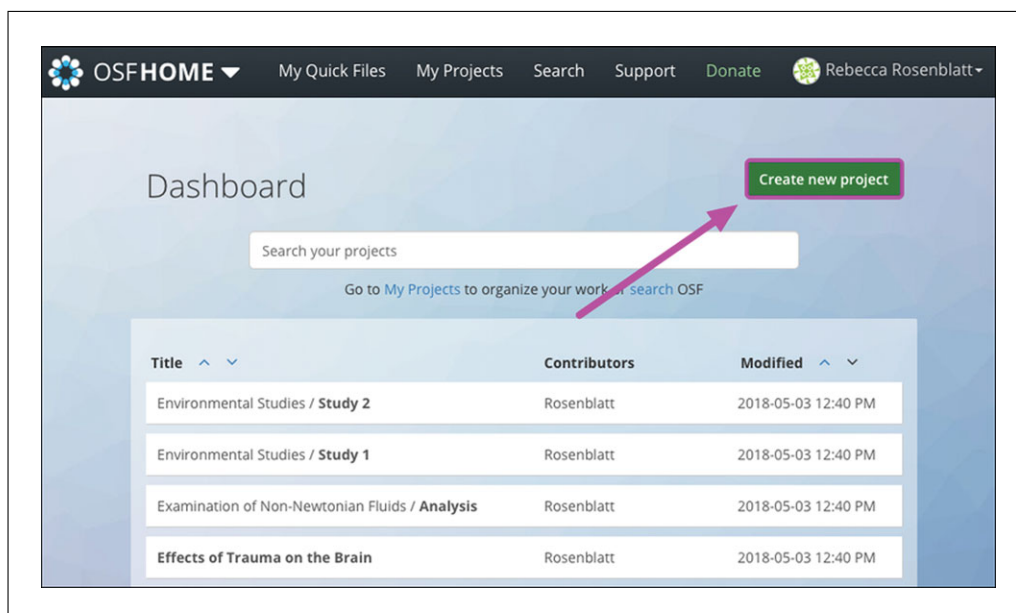 OSFHOME My Quick Files My Projects Search Support Donate Rebecca Rosenblatt
Dashboard
Create new project
Search your projects
Go to My Projects to organize your work or search OSF
Title Contributors Modified
Environmental Studies / Study 2 Rosenblatt 2018-05-03 12:40 PM
Environmental Studies / Study 1 Rosenblatt 2018-05-03 12:40 PM
Examination of Non-Newtonian Fluids / Analysis Rosenblatt 2018-05-03 12:40 PM
Effects of Trauma on the Brain Rosenblatt 2018-05-03 12:40 PM